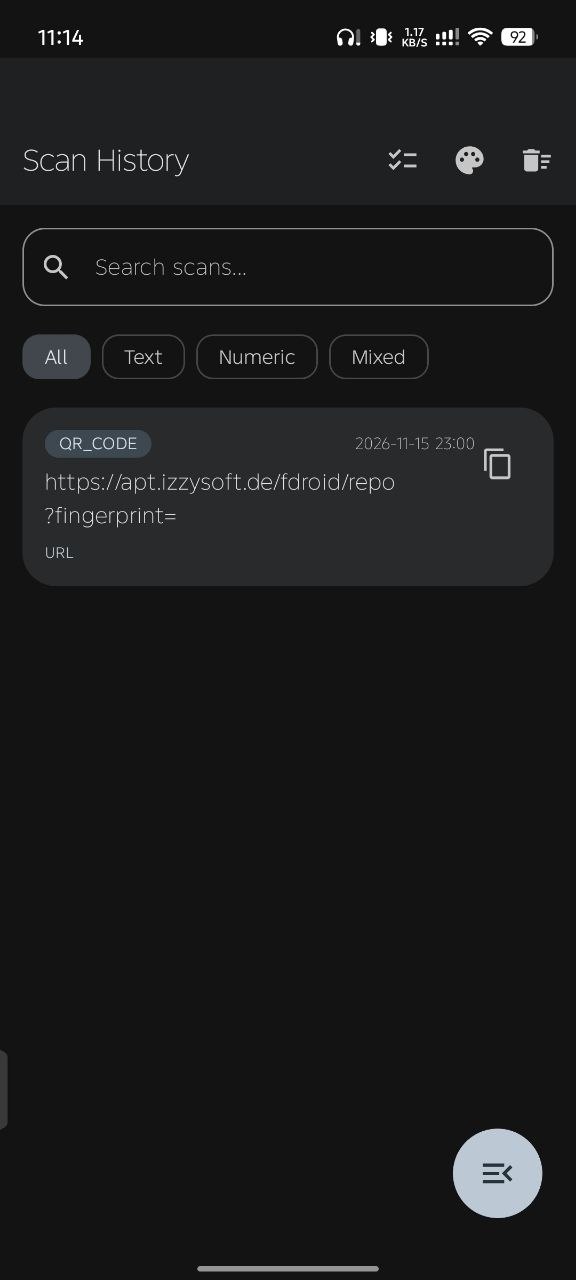 11:14
1.17
KB/S
92
Scan History
Search scans...
All Text Numeric Mixed
QR_CODE 2026-11-15 23:00
https://apt.izzysoft.de/fdroid/repo
?fingerprint=
URL